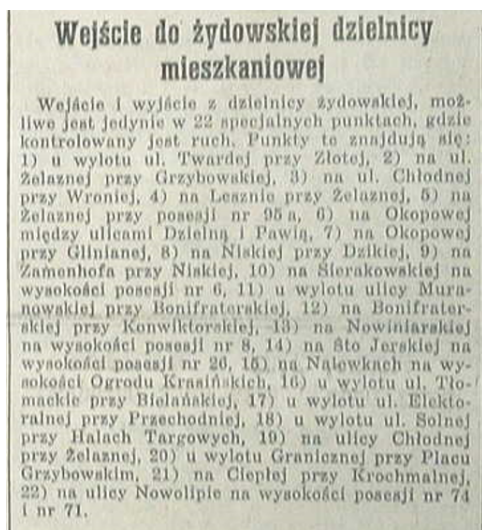 Wejście do żydowskiej dzielnicy
mieszkaniowej
Wejście i wyjście z dzielnicy żydowskiej, moż-
liwe jest jedynie w 22 specjalnych punktach, gdzie
kontrolowany jest ruch. Punkty te znajdują się:
1) u wylotu ul. Twardej przy Złotej, 2) na ul.
Żelaznej przy Grzybowskiej, 3) na ul. Chłodnej
przy Wroniej, 4) na Lesznie przy Żelaznej, 5) na
Żelaznej przy posesji nr 95 a, 6) na Okopowej
między ulicami Dzielną i Pawią, 7) na Okopowej
przy Glinianej, 8) na Niskiej przy Dzikiej, 9) na
Zamenhofa przy Niskiej, 10) na Sierakowskiej na
wysokości posesji nr 6, 11) u wylotu ulicy Mura-
nowskiej przy Bonifraterskiej, 12) na Bonifrater-
skiej przy Konwiktorskiej, 13) na Nowiniarskiej
na wysokości posesji nr 8, 14) na Sto Jerskiej na
wysokości posesji nr 26, 15) na Nalewkach na wy-
sokości Ogrodu Krasińskich, 16) u wylotu ul. Tło-
mackie przy Bielańskiej, 17) u wylotu ul. Elekto-
ralnej przy Przechodniej, 18) u wylotu ul. Solnej
przy Halach Targowych, 19) na ulicy Chłodnej
przy Żelaznej, 20) u wylotu Granicznej przy Placu
Grzybowskim, 21) na Ciepłej przy Krochmalnej,
22) na ulicy Nowolipie na wysokości posesji nr 74
i nr 71.